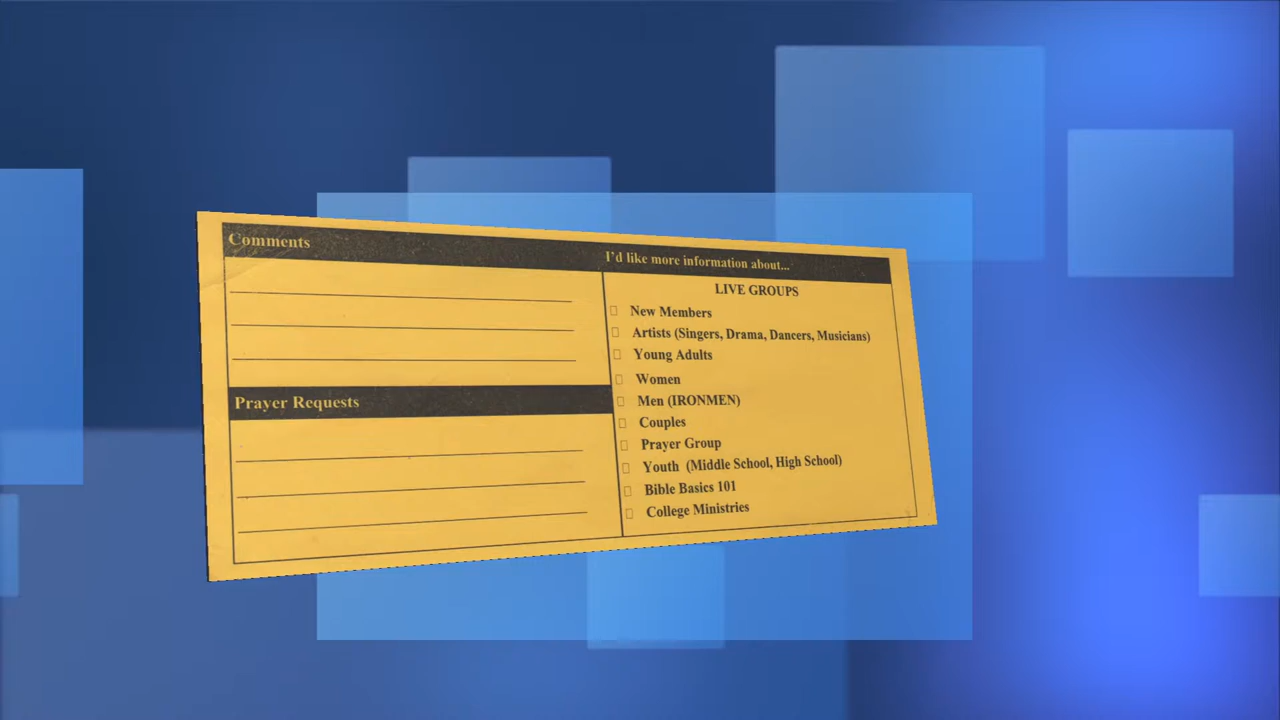 Comments
Prayer Requests
I'd like more information about...
LIVE GROUPS
New Members
Artists (Singers, Drama, Dancers, Musicians)
Young Adults
Women
Men (IRONMEN)
Couples
Prayer Group
Youth (Middle School, High School)
Bible Basics 101
College Ministries